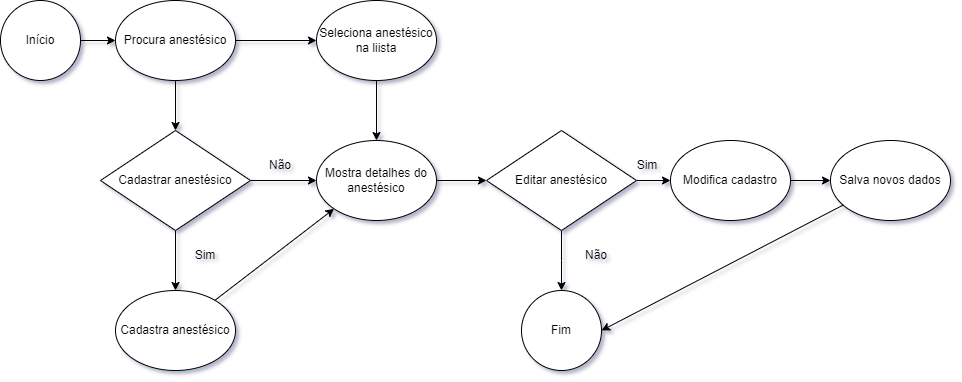 Início
Procura anestésico
Seleciona anestésico
na liista
Cadastrar anestésico
Não
Mostra detalhes do
anestésico
Editar anestésico
Sim
Modifica cadastro
Salva novos dados
Sim
Não
Cadastra anestésico
Fim